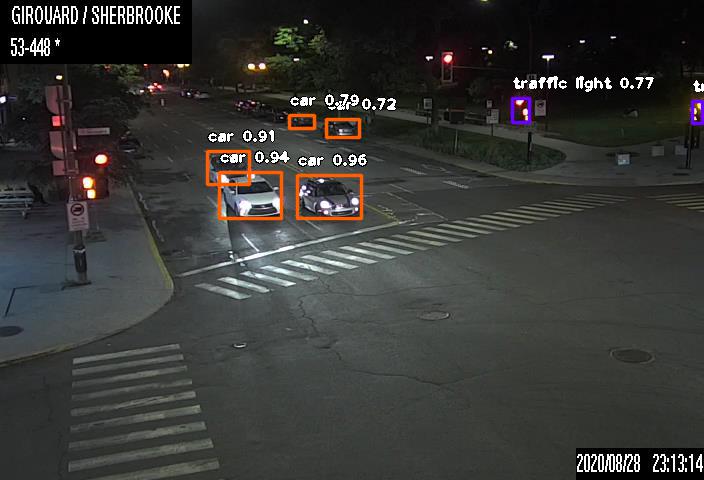 GIROUARD / SHERBROOKE
53-448 *
traffic light 0.77
car 0.79
0.72
car 0.91
car 0.94
car 0.96
2020/08/28 23:13:14